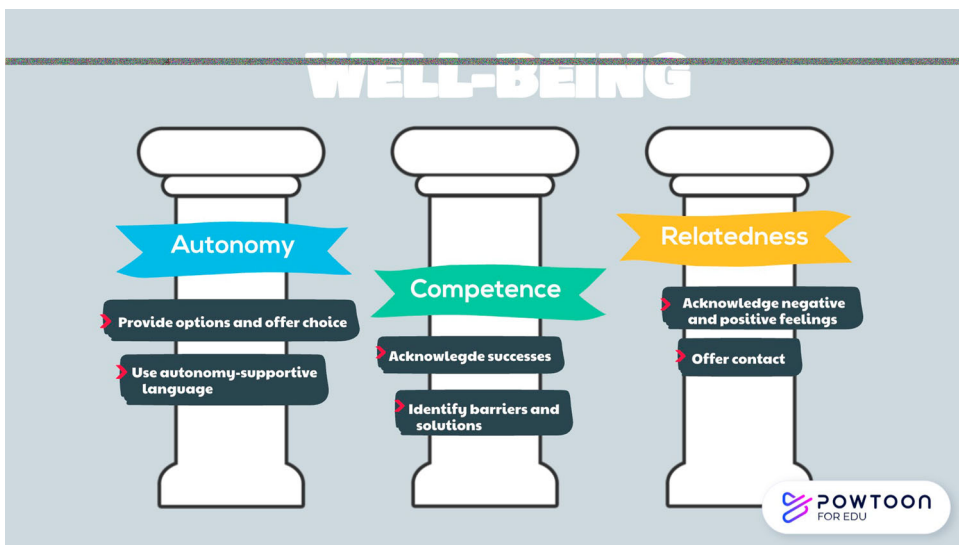 WELL-BEING
Autonomy
Provide options and offer choice
Use autonomy-supportive
language
Competence
Acknowlegde successes
Identify barriers and
solutions
Relatedness
Acknowledge negative
and positive feelings
Offer contact
POWTOON
FOR EDU